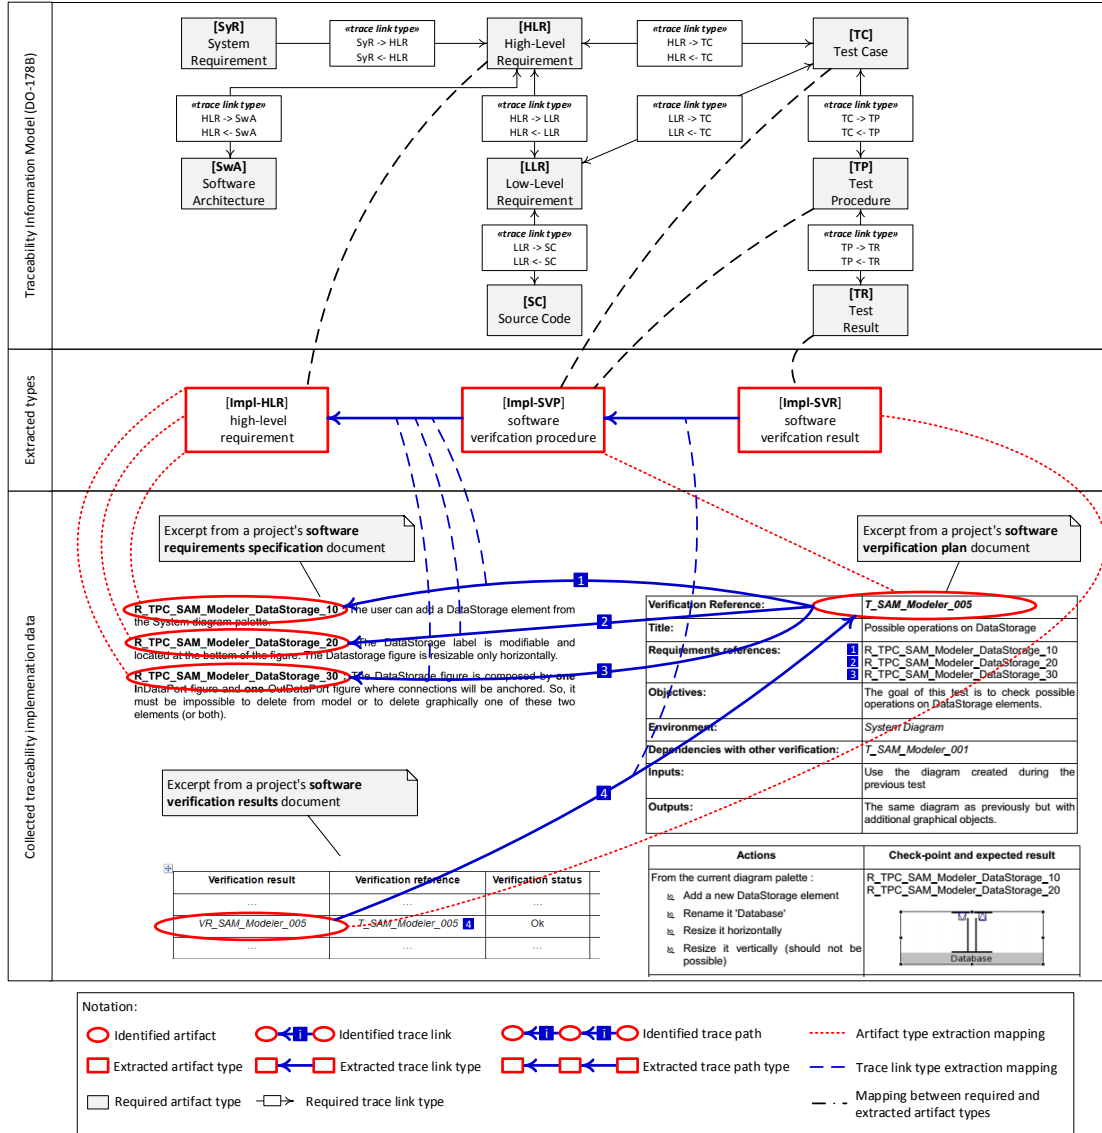 Traceability Information Model (DO-178B)
[SyR]
System
Requirement
«trace link type»
SyR -> HLR
SyR <- HLR
[HLR]
High-Level
Requirement
«trace link type»
HLR -> TC
HLR <- TC
[TC]
Test Case
«trace link type»
HLR -> SwA
HLR <- SwA
«trace link type»
HLR -> LLR
HLR <- LLR
«trace link type»
LLR -> TC
LLR <- TC
«trace link type»
TC -> TP
TC <- TP
[SwA]
Software
Architecture
[LLR]
Low-Level
Requirement
[TP]
Test
Procedure
«trace link type»
LLR -> SC
LLR <- SC
«trace link type»
TP -> TR
TP <- TR
[SC]
Source Code
[TR]
Test
Result
Extracted types
[Impl-HLR]
high-level
requirement
[Impl-SVP]
software
verifcation procedure
[Impl-SVR]
software
verifcation result
Collected traceability implemenation data
Excerpt from a project's software
requirements specification document
Excerpt from a project's software
verpification plan document
1
2
3
4
R_TPC_SAM_Modeler_DataStorage_10 The user can add a DataStorage element from
the System diagram palette.
R_TPC_SAM_Modeler_DataStorage_20 The DataStorage label is modifiable and
located at the bottom of the figure. The Datastorage figure is resizable only horizontally.
R_TPC_SAM_Modeler_DataStorage_30 : The DataStorage figure is composed by one
InDataPort figure and one OutDataPort figure where connections will be anchored. So, it
must be impossible to delete from model or to delete graphically one of these two
elements (or both).
Verification Reference: T_SAM_Modeler_005
Title: Possible operations on DataStorage
Requirements references: 1 R_TPC_SAM_Modeler_DataStorage_10
2 R_TPC_SAM_Modeler_DataStorage_20
3 R_TPC_SAM_Modeler_DataStorage_30
Objectives: The goal of this test is to check possible
operations on DataStorage elements.
Environment: System Diagram
Dependencies with other verification: T_SAM_Modeler_001
Inputs: Use the diagram created during the
previous test
Outputs: The same diagram as previously but with
additional graphical objects.
Excerpt from a project's software
verification results document
Verification result Verification reference Verification status
... ... ...
VR_SAM_Modeler_005 T_SAM_Modeler_005 4 Ok
... ... ...
Actions Check-point and expected result
From the current diagram palette :
Add a new DataStorage element
Rename it 'Database'
Resize it horizontally
Resize it vertically (should not be
possible)
R_TPC_SAM_Modeler_DataStorage_10
R_TPC_SAM_Modeler_DataStorage_20
Database
Notation:
Identified artifact
i
Identified trace link
i i
Identified trace path
Artifact type extraction mapping
Extracted artifact type
Extracted trace link type
Extracted trace path type
Trace link type extraction mapping
Required artifact type
Required trace link type
Mapping between required and
extracted artifact types